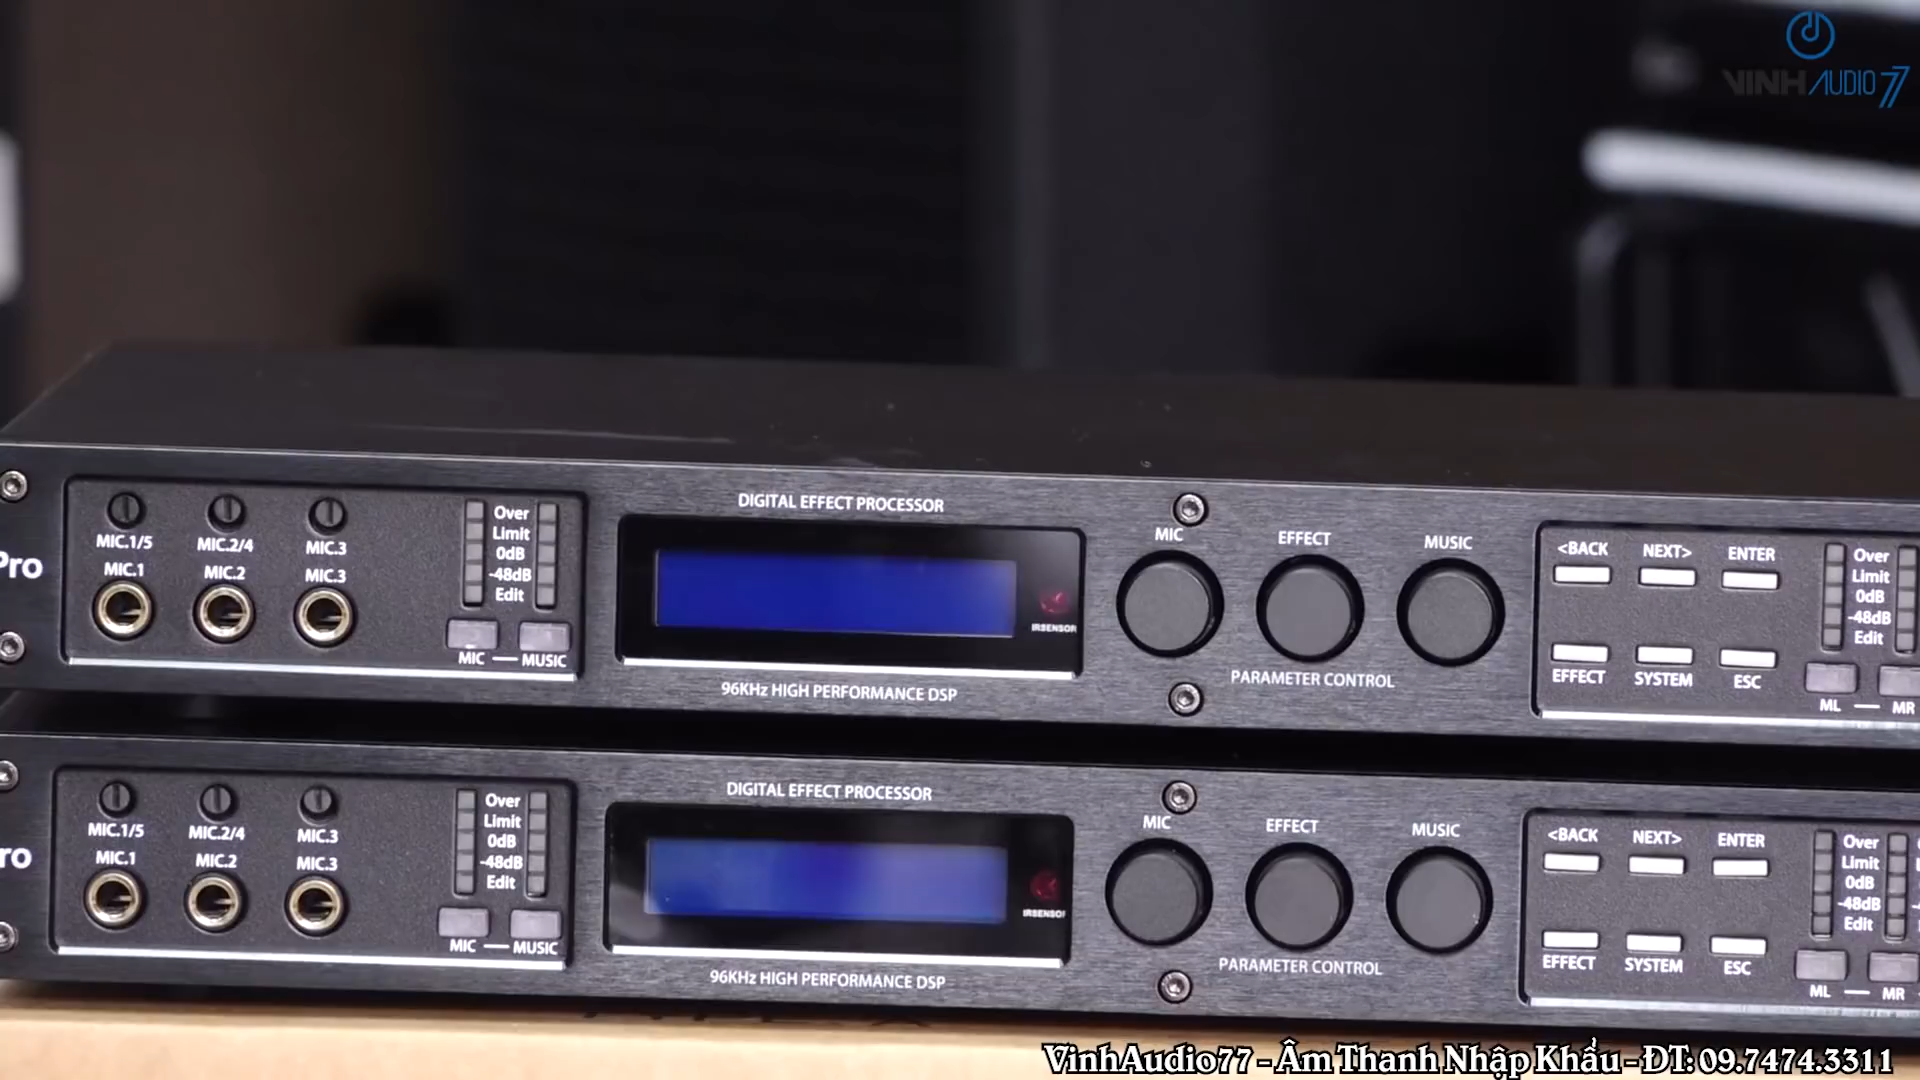 VINHAUDIO77
DIGITAL EFFECT PROCESSOR
Pro
MIC.1/5 MIC.2/4 MIC.3
MIC.1 MIC.2 MIC.3
Over
Limit
0dB
-48dB
Edit
MIC MUSIC
IRSENSOR
96KHz HIGH PERFORMANCE DSP
MIC EFFECT MUSIC
PARAMETER CONTROL
<BACK NEXT> ENTER
EFFECT SYSTEM ESC
Over
Limit
0dB
-48dB
Edit
ML MR
DIGITAL EFFECT PROCESSOR
ro
MIC.1/5 MIC.2/4 MIC.3
MIC.1 MIC.2 MIC.3
Over
Limit
0dB
-48dB
Edit
MIC MUSIC
IRSENSOR
96KHz HIGH PERFORMANCE DSP
MIC EFFECT MUSIC
PARAMETER CONTROL
<BACK NEXT> ENTER
EFFECT SYSTEM ESC
Over
Limit
0dB
-48dB
Edit
ML MR
VinhAudio77 - Âm Thanh Nhập Khẩu - ĐT: 09.7474.3311